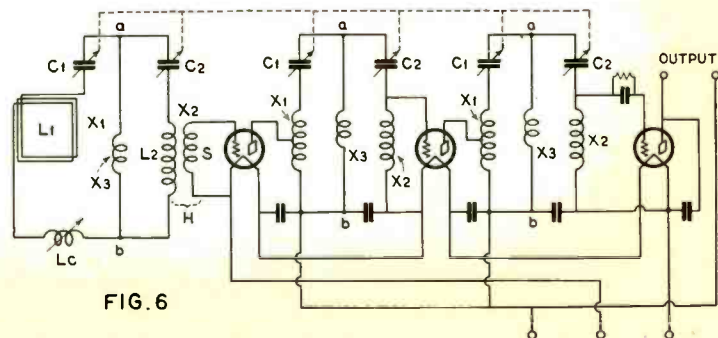 a a a
C1 C2 C1 C2 C1 C2 OUTPUT
L1 X1 X2 X1 X1
X3 L2 S X3 X3 X2
X2
H
b b b
Lc
FIG.6